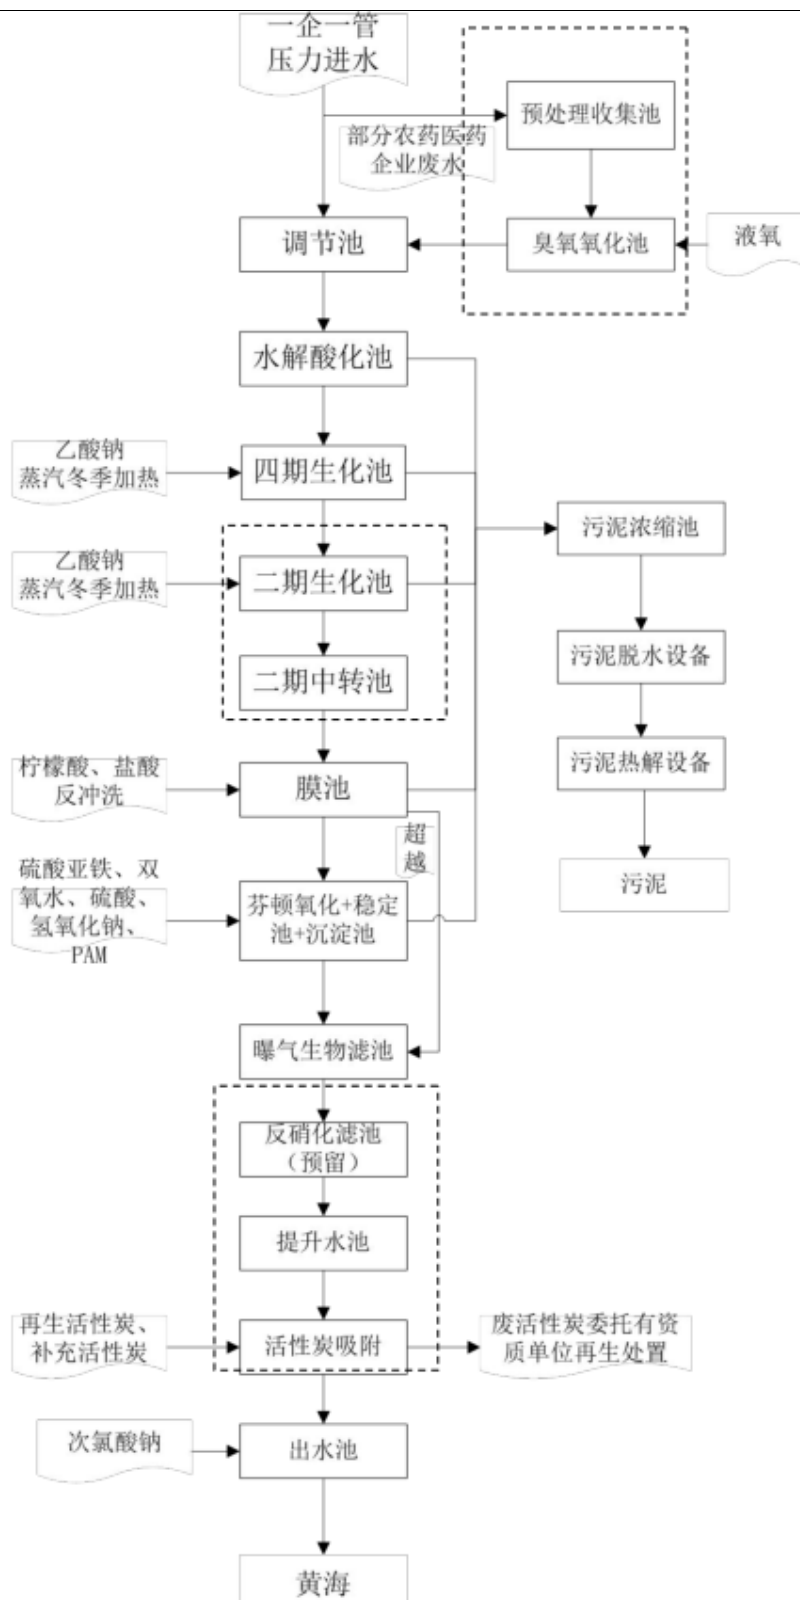 一企一管
压力进水
预处理收集池
部分农药医药
企业废水
调节池
臭氧氧化池
液氧
水解酸化池
乙酸钠
蒸汽冬季加热
四期生化池
污泥浓缩池
乙酸钠
蒸汽冬季加热
二期生化池
污泥脱水设备
二期中转池
污泥热解设备
柠檬酸、盐酸
反冲洗
膜池
超
越
硫酸亚铁、双
氧水、硫酸、
氢氧化钠、
PAM
芬顿氧化+稳定
池+沉淀池
污泥
曝气生物滤池
反硝化滤池
（预留）
提升水池
再生活性炭、
补充活性炭
活性炭吸附
废活性炭委托有资
质单位再生处置
次氯酸钠
出水池
黄海